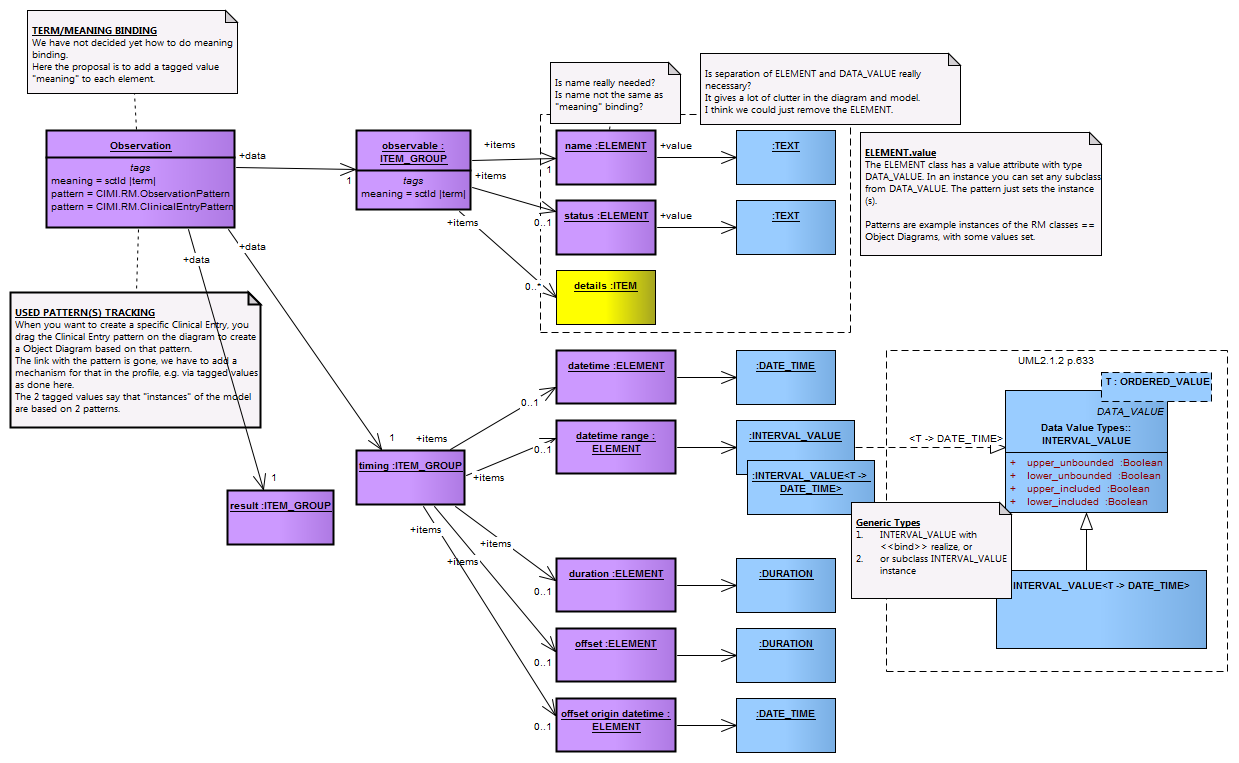 TERM/MEANING BINDING
We have not decided yet how to do meaning
binding.
Here the proposal is to add a tagged value
"meaning" to each element.
Is name really needed?
Is name not the same as
"meaning" binding?
Is separation of ELEMENT and DATA_VALUE really
necessary?
It gives a lot of clutter in the diagram and model.
I think we could just remove the ELEMENT.
Observation
tags
meaning = sctId |term|
pattern = CIMI.RM.ObservationPattern
pattern = CIMI.RM.ClinicalEntryPattern
+data
1
observable :
ITEM_GROUP
tags
meaning = sctId |term|
+items
1
name :ELEMENT
+value
:TEXT
+items
0..1
status :ELEMENT
+value
:TEXT
+items
0..*
details :ITEM
ELEMENT.value
The ELEMENT class has a value attribute with type
DATA_VALUE. In an instance you can set any subclass
from DATA_VALUE. The pattern just sets the instance
(s).
Patterns are example instances of the RM classes ==
Object Diagrams, with some values set.
+data
+data
USED PATTERN(S) TRACKING
When you want to create a specific Clinical Entry, you
drag the Clinical Entry pattern on the diagram to create
a Object Diagram based on that pattern.
The link with the pattern is gone, we have to add a
mechanism for that in the profile, e.g. via tagged values
as done here.
The 2 tagged values say that "instances" of the model
are based on 2 patterns.
1
result :ITEM_GROUP
1
timing :ITEM_GROUP
+items
0..1
datetime :ELEMENT
:DATE_TIME
+items
0..1
datetime range :
ELEMENT
:INTERVAL_VALUE
:INTERVAL_VALUE<T ->
DATE_TIME>
<T -> DATE_TIME>
UML2.1.2 p.633
T : ORDERED_VALUE
DATA_VALUE
Data Value Types::
INTERVAL_VALUE
+ upper_unbounded :Boolean
+ lower_unbounded :Boolean
+ upper_included :Boolean
+ lower_included :Boolean
Generic Types
1. INTERVAL_VALUE with
<<bind>> realize, or
2. or subclass INTERVAL_VALUE
instance
INTERVAL_VALUE<T -> DATE_TIME>
+items
0..1
duration :ELEMENT
:DURATION
+items
0..1
offset :ELEMENT
:DURATION
+items
0..1
offset origin datetime :
ELEMENT
:DATE_TIME